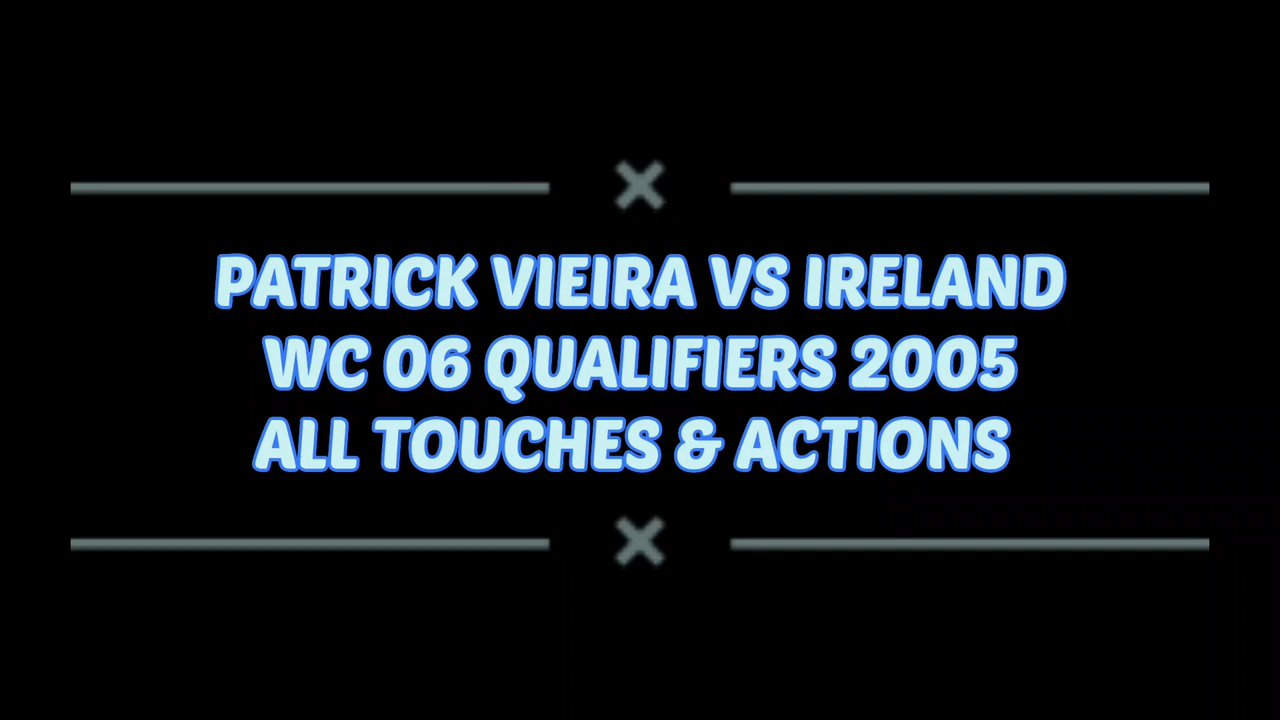 PATRICK VIEIRA VS IRELAND
WC 06 QUALIFIERS 2005
ALL TOUCHES & ACTIONS